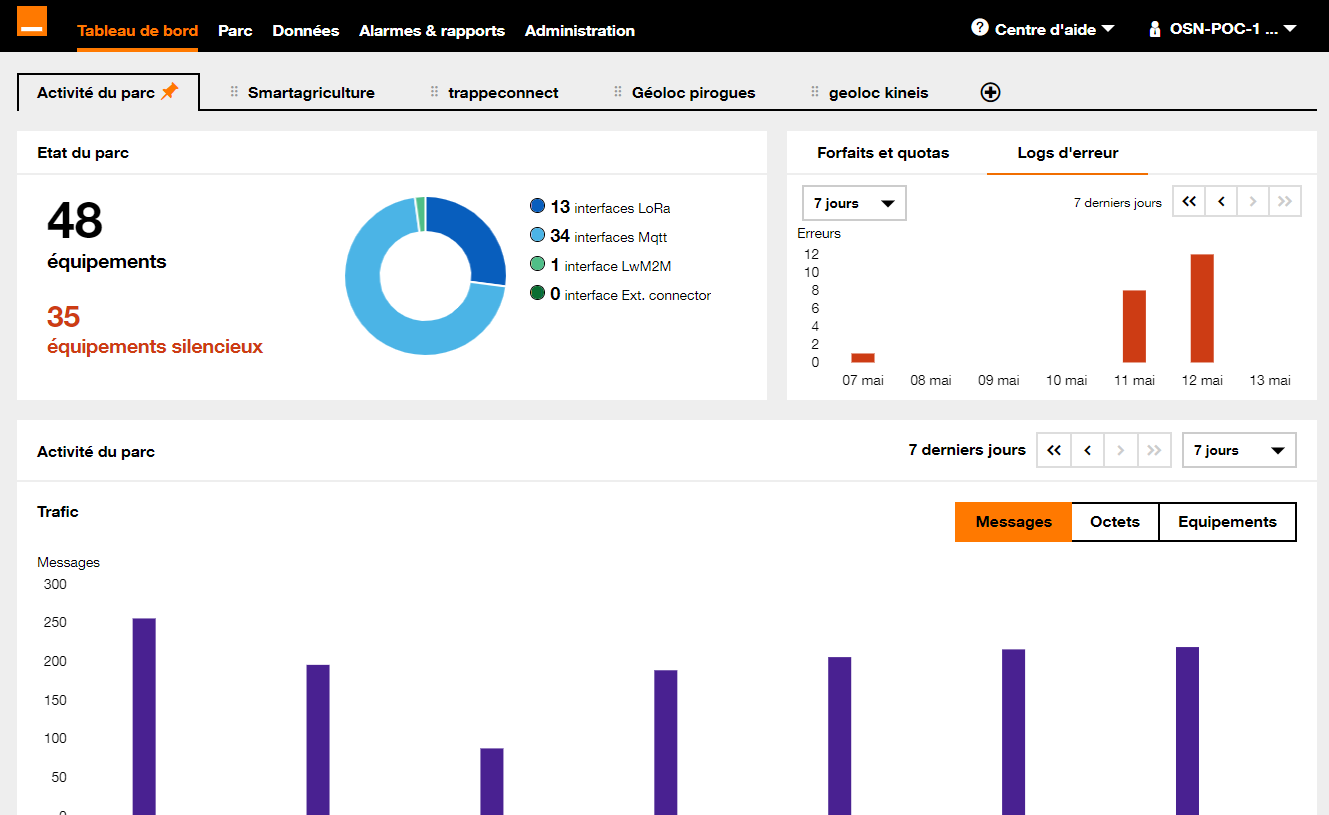 Tableau de bord Parc Données Alarmes & rapports Administration ? Centre d'aide OSN-POC-1 ...
Activité du parc Smartagriculture trappeconnect Géoloc pirogues geoloc kineis
Etat du parc
48
équipements
35
équipements silencieux
13 interfaces LoRa
34 interfaces Mqtt
1 interface LwM2M
0 interface Ext. connector
Forfaits et quotas Logs d'erreur
7 jours 7 derniers jours
Erreurs
12
10
8
6
4
2
0
07 mai 08 mai 09 mai 10 mai 11 mai 12 mai 13 mai
Activité du parc 7 derniers jours 7 jours
Trafic Messages Octets Equipements
Messages
300
250
200
150
100
50
0